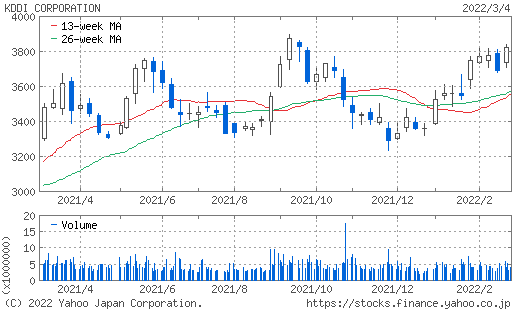 KDDI CORPORATION 2022/3/4
4000
13-week MA
26-week MA
3800
3600
3400
3200
3000
2021/4 2021/6 2021/8 2021/10 2021/12 2022/2
20
Volume
15
10
5
0
(x1000000)
2021/4 2021/6 2021/8 2021/10 2021/12 2022/2
(C) 2022 Yahoo Japan Corporation. https://stocks.finance.yahoo.co.jp